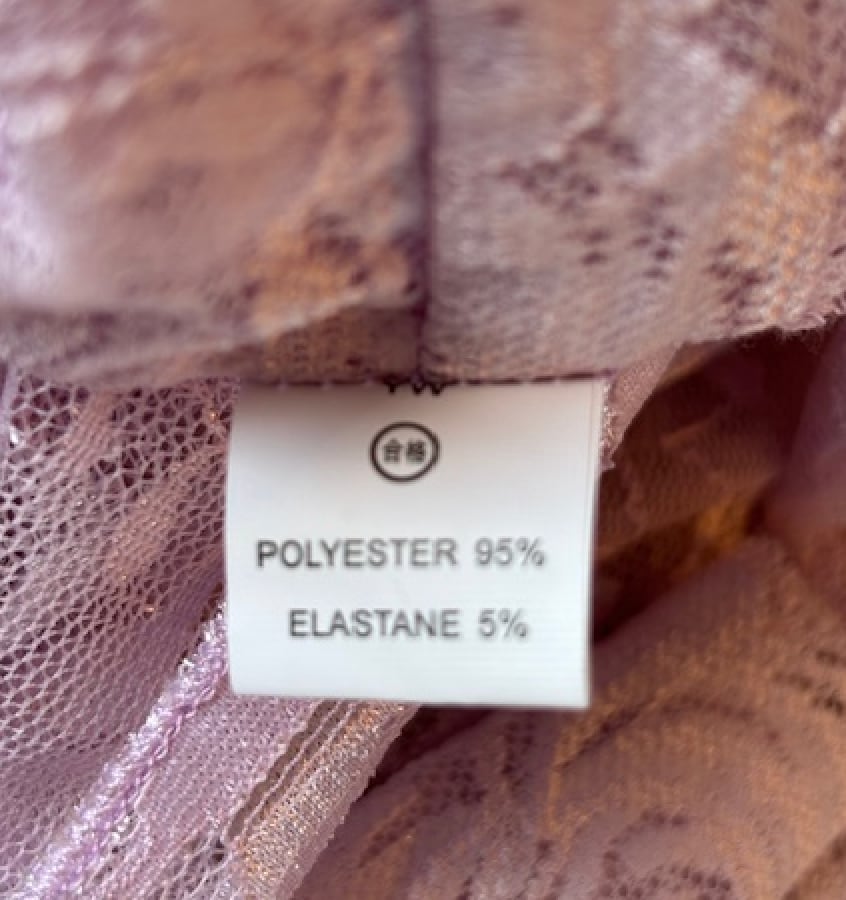 合格
POLYESTER 95%
ELASTANE 5%